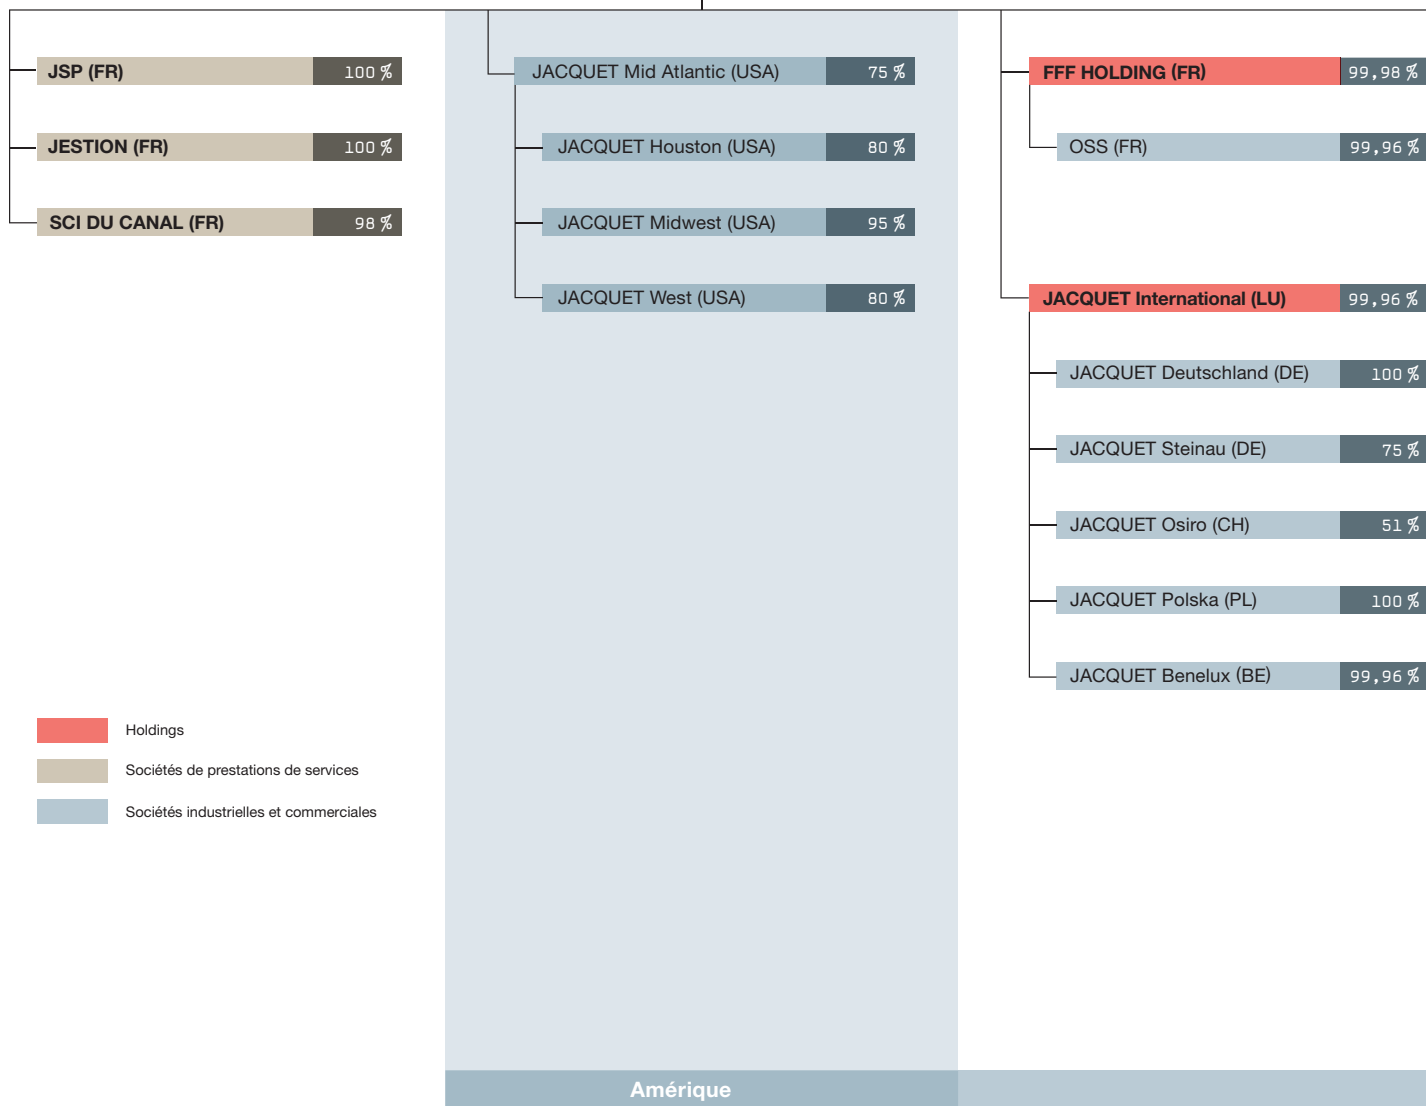 JSP (FR) 100 %
JESTION (FR) 100 %
SCI DU CANAL (FR) 98 %
JACQUET Mid Atlantic (USA) 75 %
JACQUET Houston (USA) 80 %
JACQUET Midwest (USA) 95 %
JACQUET West (USA) 80 %
FFF HOLDING (FR) 99,98 %
OSS (FR) 99,96 %
JACQUET International (LU) 99,96 %
JACQUET Deutschland (DE) 100 %
JACQUET Steinau (DE) 75 %
JACQUET Osiro (CH) 51 %
JACQUET Polska (PL) 100 %
JACQUET Benelux (BE) 99,96 %
Holdings
Sociétés de prestations de services
Sociétés industrielles et commerciales
Amérique